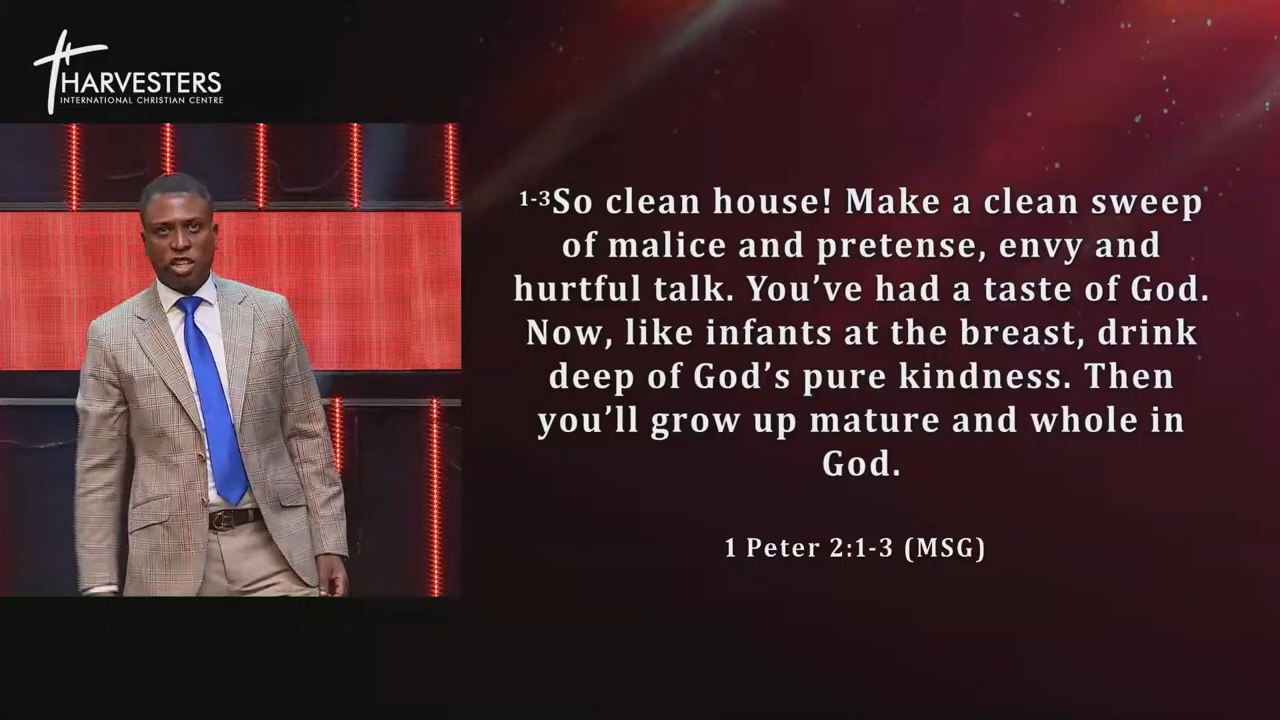 HARVESTERS
INTERNATIONAL CHRISTIAN CENTRE
1-3So clean house! Make a clean sweep
of malice and pretense, envy and
hurtful talk. You’ve had a taste of God.
Now, like infants at the breast, drink
deep of God’s pure kindness. Then
you’ll grow up mature and whole in
God.
1 Peter 2:1-3 (MSG)